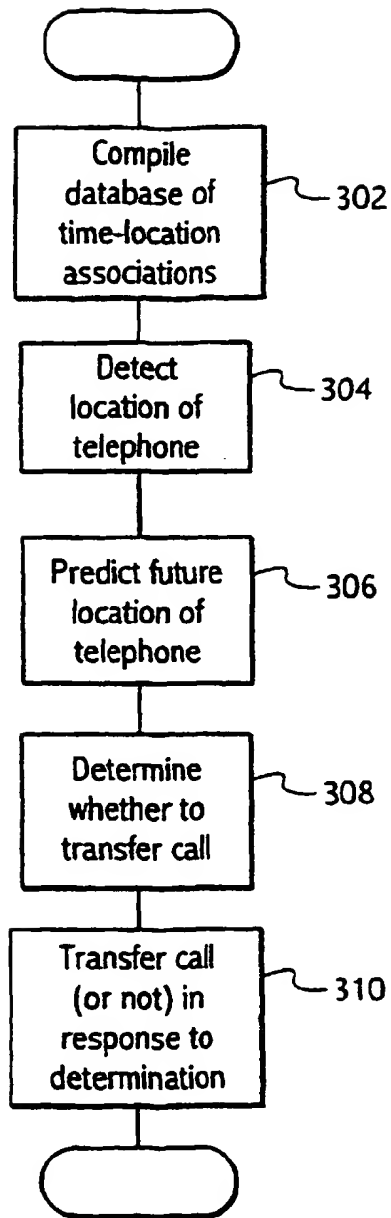 Compile
database of
time-location
associations
302
Detect
location of
telephone
304
Predict future
location of
telephone
306
Determine
whether to
transfer call
308
Transfer call
(or not) in
response to
determination
310